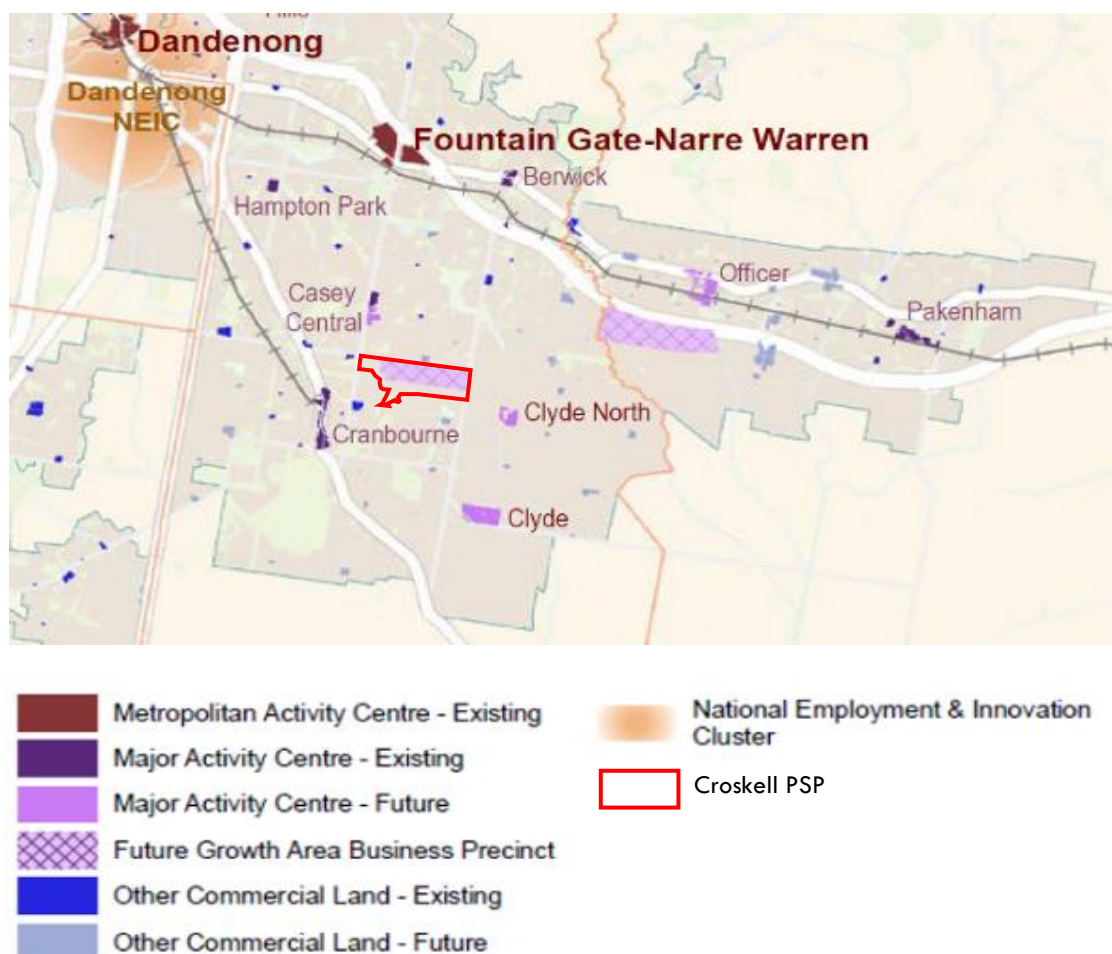 Hills
Dandenong
Dandenong
NEIC
Fountain Gate-Narre Warren
Berwick
Hampton Park
Officer
Casey
Central
Pakenham
Clyde North
Cranbourne
Clyde
Metropolitan Activity Centre - Existing
Major Activity Centre - Existing
Major Activity Centre - Future
Future Growth Area Business Precinct
Other Commercial Land - Existing
Other Commercial Land - Future
National Employment & Innovation
Cluster
Croskell PSP